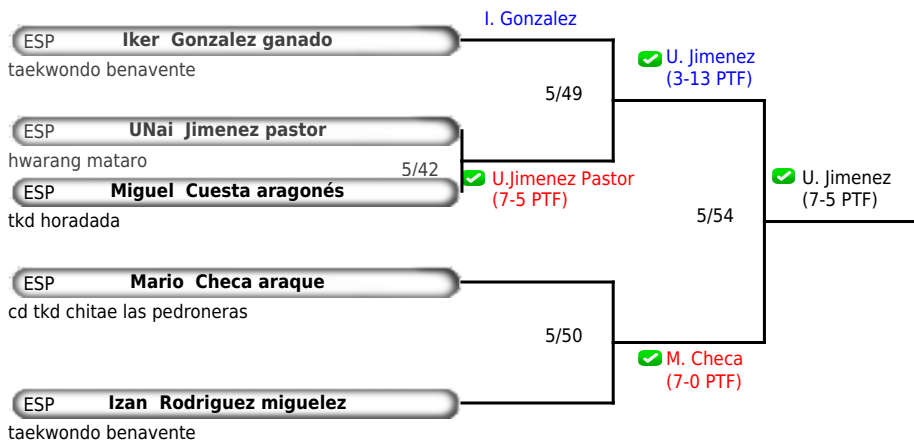 I. Gonzalez
ESP Iker Gonzalez ganado
taekwondo benavente
U. Jimenez
(3-13 PTF)
5/49
ESP UNai Jimenez pastor
hwarang mataro
5/42
U.Jimenez Pastor
(7-5 PTF)
ESP Miguel Cuesta aragonés
tkd horadada
U. Jimenez
(7-5 PTF)
5/54
ESP Mario Checa araque
cd tkd chitae las pedroneras
5/50
M. Checa
(7-0 PTF)
ESP Izan Rodriguez miguelez
taekwondo benavente